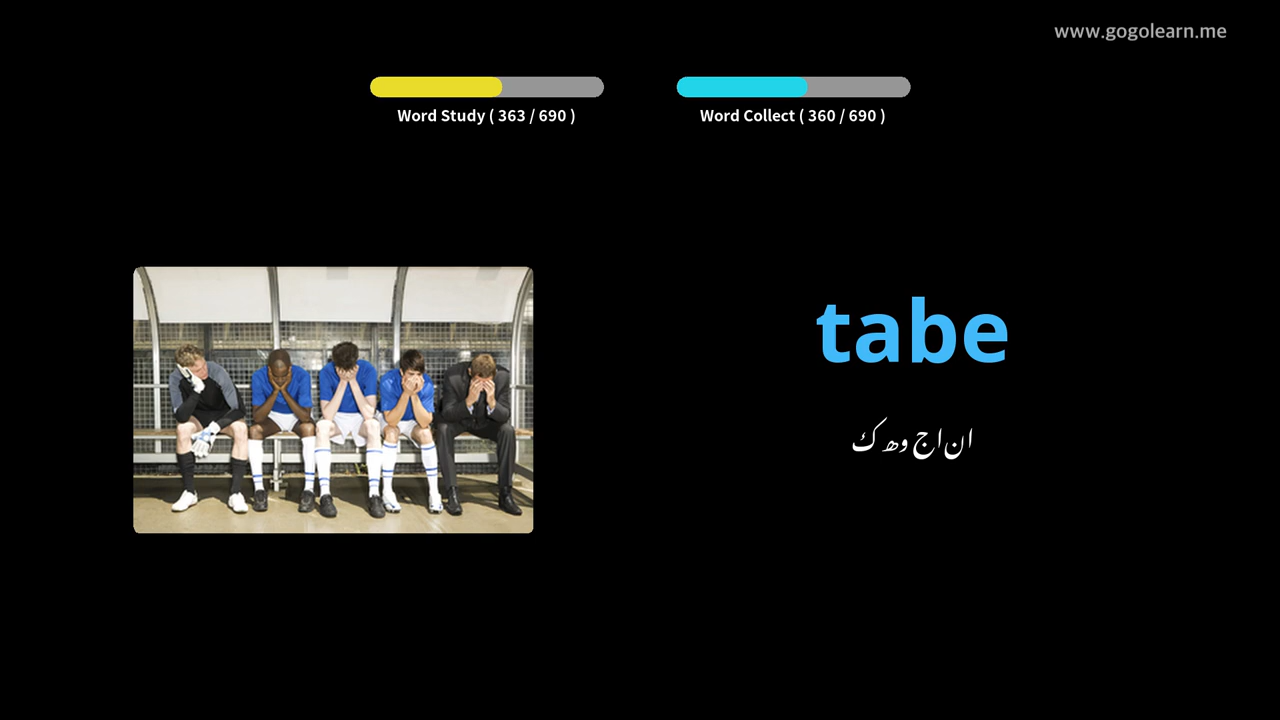 www.gogolearn.me
Word Study ( 363 / 690 )
Word Collect ( 360 / 690 )
tabe
ان اج وھ ک